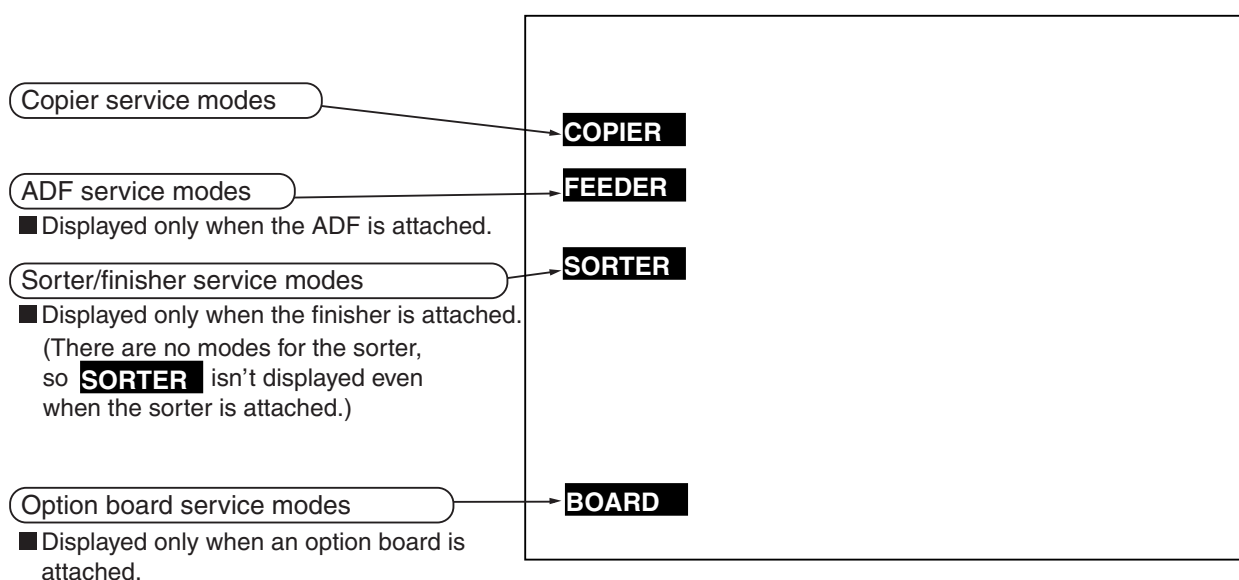 Copier service modes
COPIER
ADF service modes
FEEDER
■ Displayed only when the ADF is attached.
Sorter/finisher service modes
SORTER
■ Displayed only when the finisher is attached.
(There are no modes for the sorter,
so SORTER isn't displayed even
when the sorter is attached.)
Option board service modes
BOARD
■ Displayed only when an option board is
attached.